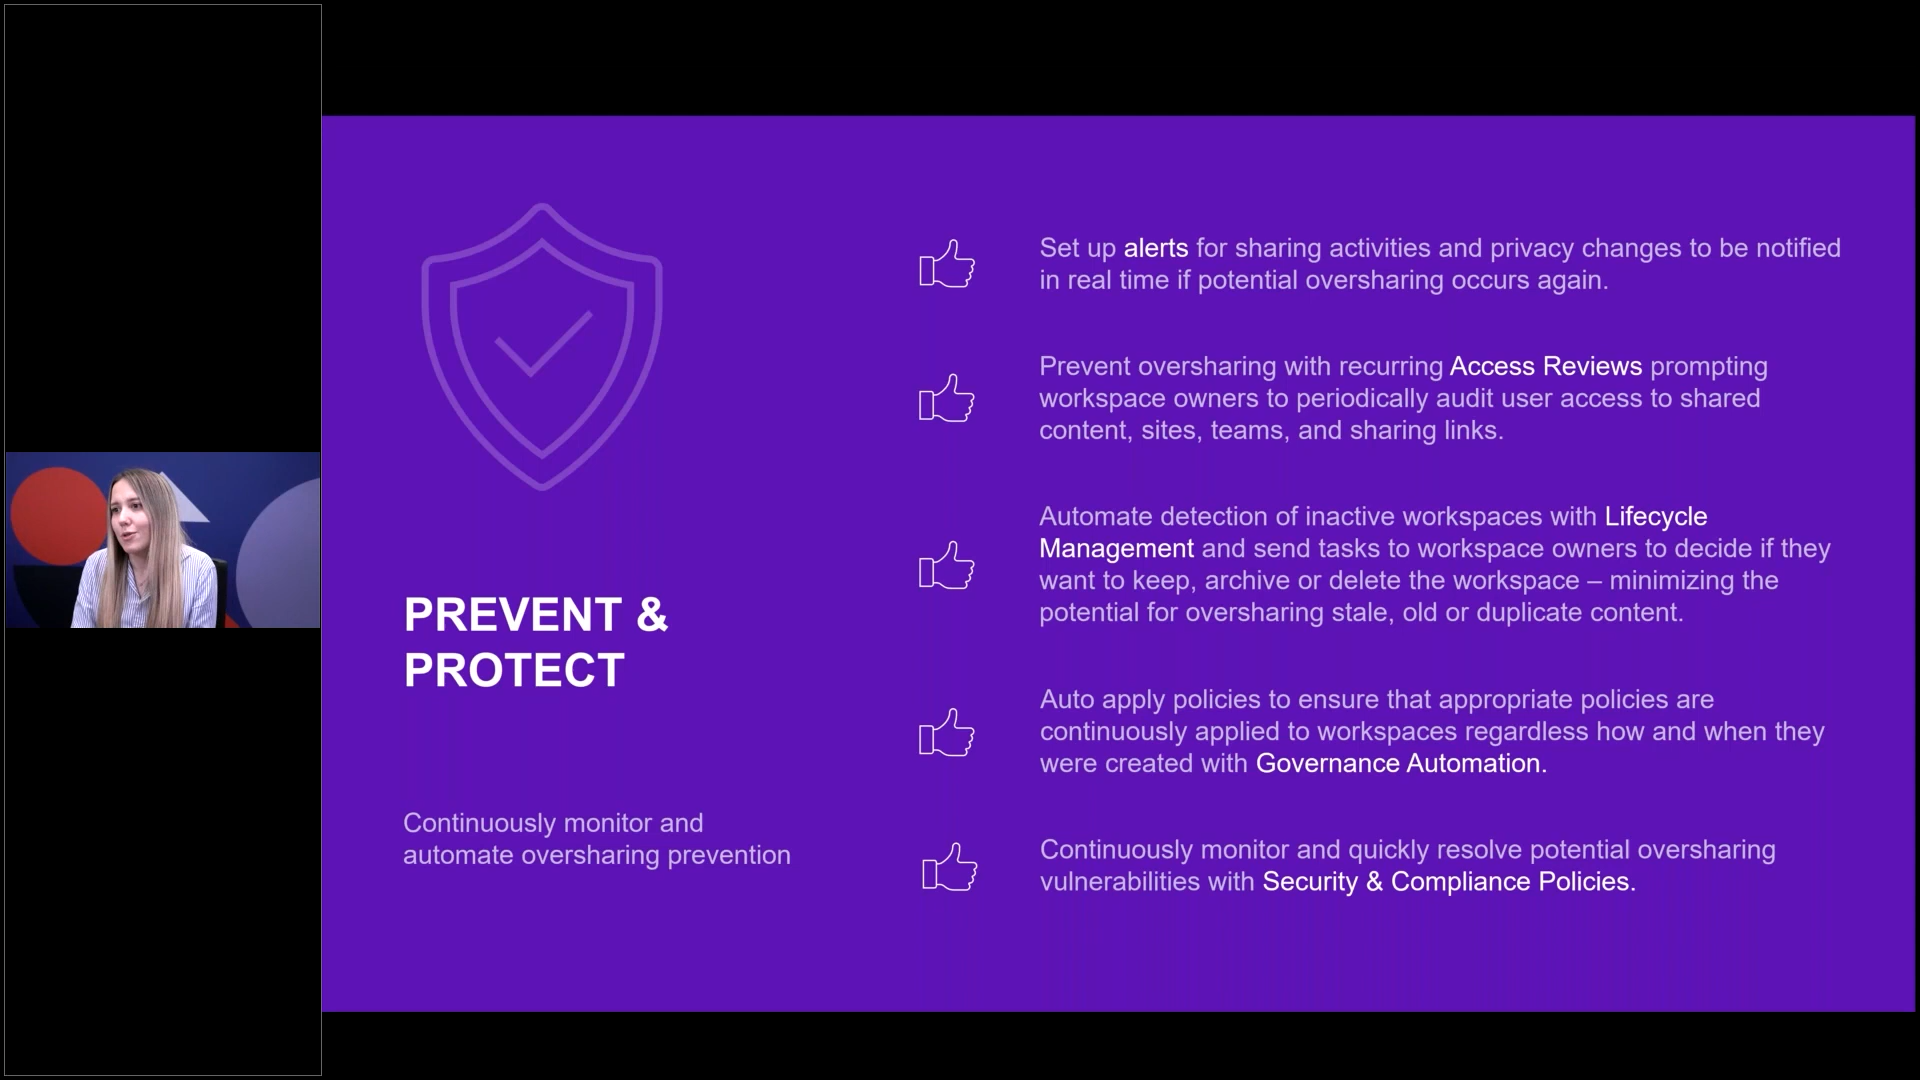 PREVENT &
PROTECT
Continuously monitor and
automate oversharing prevention
Set up alerts for sharing activities and privacy changes to be notified
in real time if potential oversharing occurs again.
Prevent oversharing with recurring Access Reviews prompting
workspace owners to periodically audit user access to shared
content, sites, teams, and sharing links.
Automate detection of inactive workspaces with Lifecycle
Management and send tasks to workspace owners to decide if they
want to keep, archive or delete the workspace – minimizing the
potential for oversharing stale, old or duplicate content.
Auto apply policies to ensure that appropriate policies are
continuously applied to workspaces regardless how and when they
were created with Governance Automation.
Continuously monitor and quickly resolve potential oversharing
vulnerabilities with Security & Compliance Policies.